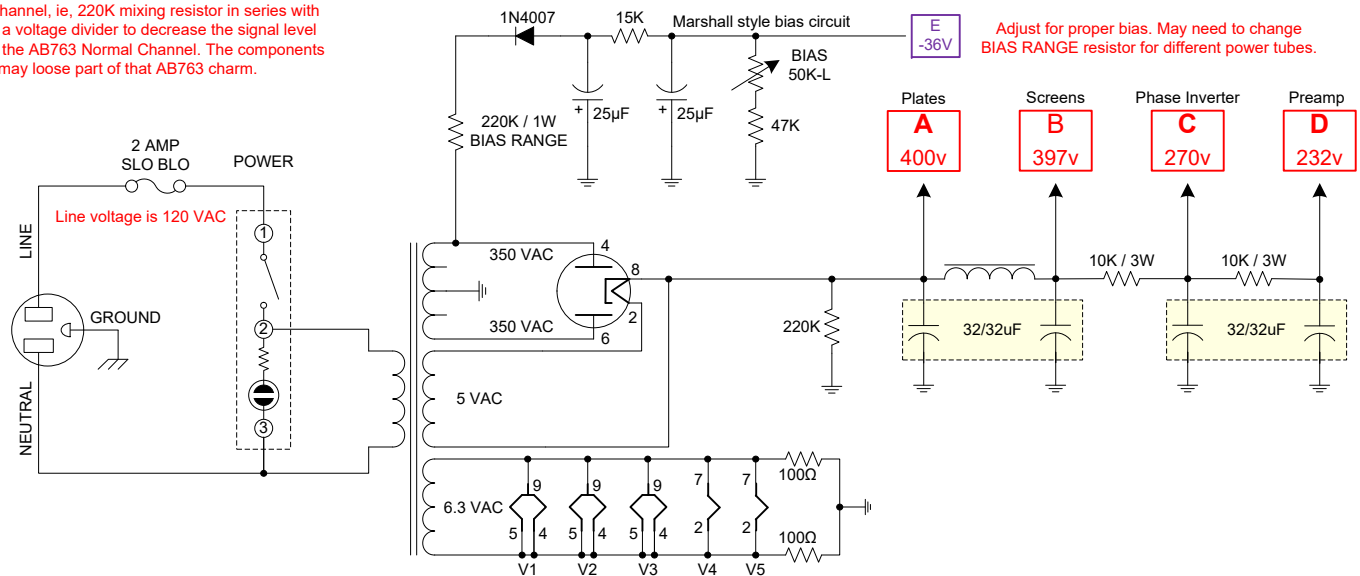 hannel, ie, 220K mixing resistor in series with
a voltage divider to decrease the signal level
the AB763 Normal Channel. The components
may loose part of that AB763 charm.
1N4007
15K
Marshall style bias circuit
E
-36V
Adjust for proper bias. May need to change
BIAS RANGE resistor for different power tubes.
BIAS
50K-L
+ 25µF
+ 25µF
47K
220K / 1W
BIAS RANGE
Plates
Screens
Phase Inverter
Preamp
A
400v
B
397v
C
270v
D
232v
2 AMP
SLO BLO
POWER
LINE
Line voltage is 120 VAC
1
2
3
GROUND
NEUTRAL
350 VAC
350 VAC
4
8
2
6
5 VAC
220K
10K / 3W
10K / 3W
32/32uF
32/32uF
6.3 VAC
9
9
9
7
7
5
4
5
4
5
4
2
2
100Ω
100Ω
V1
V2
V3
V4
V5